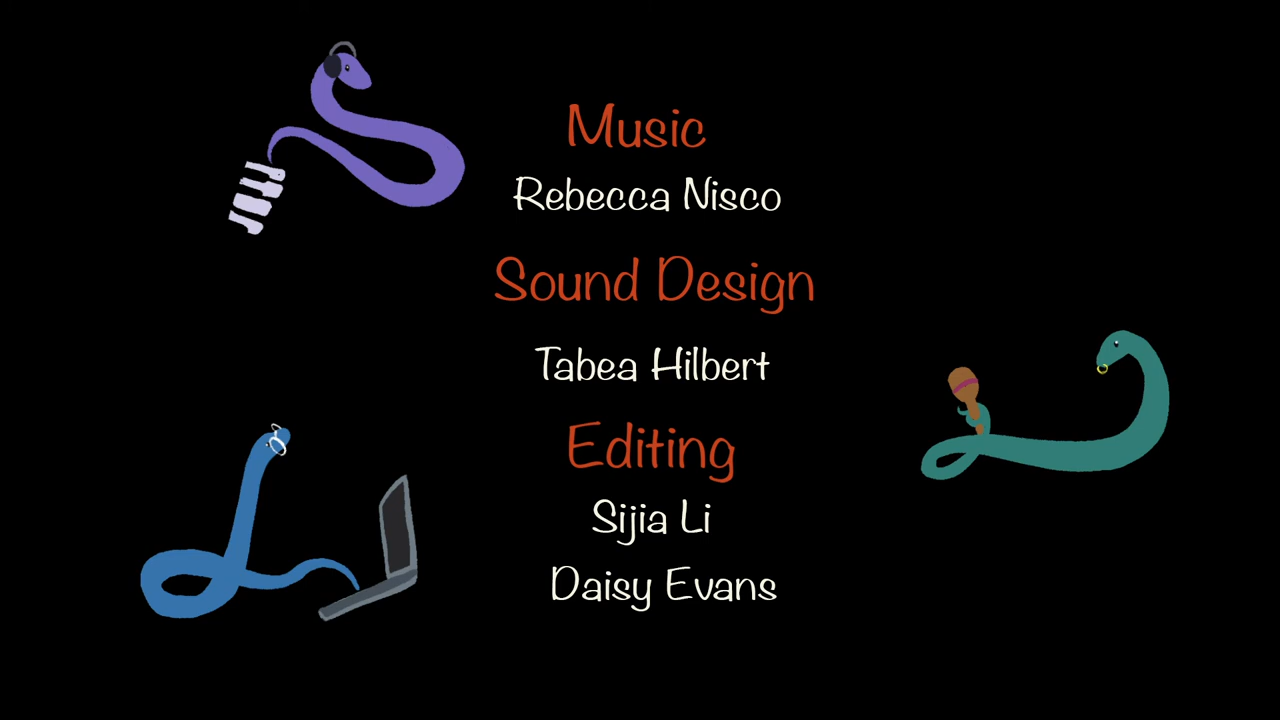 Music
Rebecca Nisco
Sound Design
Tabea Hilbert
Editing
Sijia Li
Daisy Evans